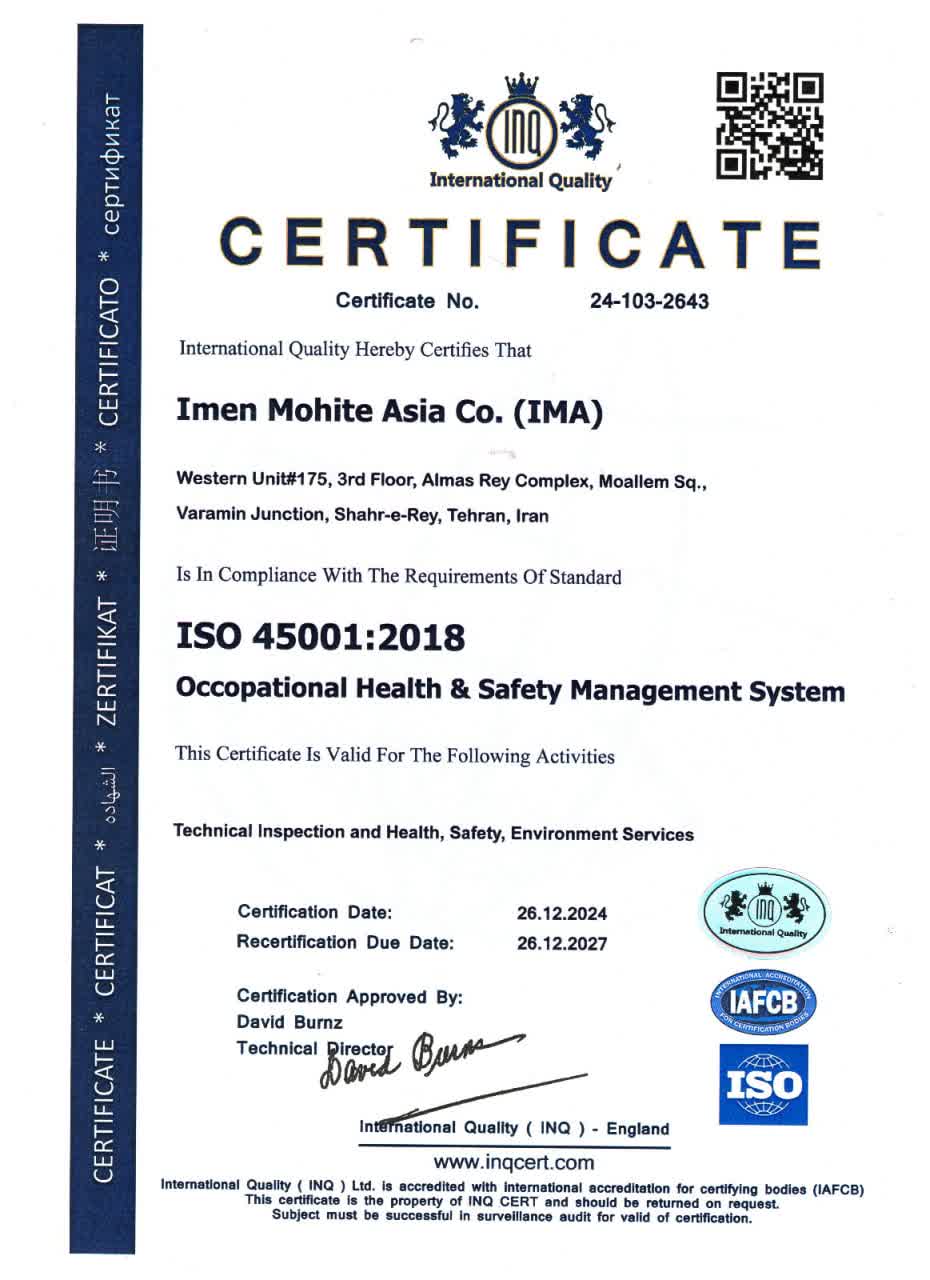 CERTIFICATE * CERTIFICAT * الشهاده * ZERTIFIKAT * 证明书 * CERTIFICATO * сертификат
INQ
International Quality
CERTIFICATE
Certificate No. 24-103-2643
International Quality Hereby Certifies That
Imen Mohite Asia Co. (IMA)
Western Unit#175, 3rd Floor, Almas Rey Complex, Moallem Sq.,
Varamin Junction, Shahr-e-Rey, Tehran, Iran
Is In Compliance With The Requirements Of Standard
ISO 45001:2018
Occopational Health & Safety Management System
This Certificate Is Valid For The Following Activities
Technical Inspection and Health, Safety, Environment Services
Certification Date: 26.12.2024
Recertification Due Date: 26.12.2027
INQ
International Quality
Certification Approved By:
David Burnz
Technical Director
David Burns
INTERNATIONAL ACCREDITATION
IAFCB
FOR CERTIFICATION BODIES
ISO
International Quality ( INQ ) - England
www.inqcert.com
International Quality ( INQ ) Ltd. is accredited with international accreditation for certifying bodies (IAFCB)
This certificate is the property of INQ CERT and should be returned on request.
Subject must be successful in surveillance audit for valid of certification.